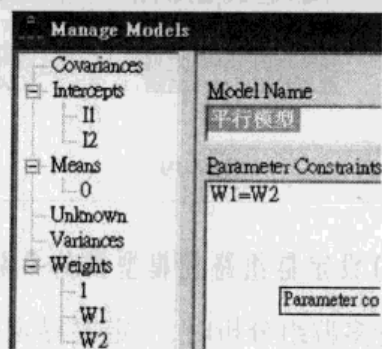 Manage Models
Covariances
Intercepts
I1
I2
Means
0
Unknown
Variances
Weights
1
W1
W2
Model Name
平行模型
Parameter Constraints
W1=W2
Parameter co